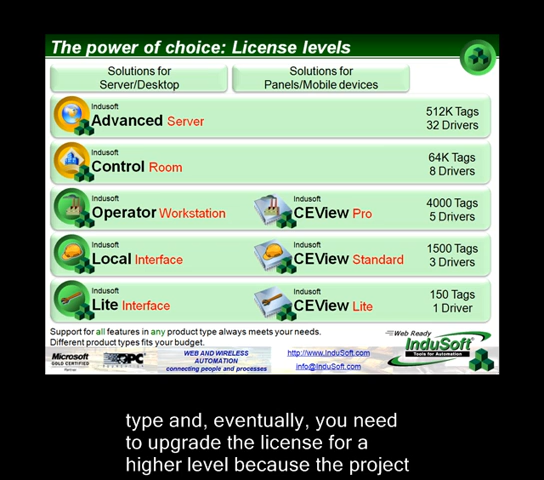 The power of choice: License levels
Solutions for
Server/Desktop
Solutions for
Panels/Mobile devices
Indusoft
Advanced Server
512K Tags
32 Drivers
Indusoft
Control Room
64K Tags
8 Drivers
Indusoft
Operator Workstation
Indusoft
CEView Pro
4000 Tags
5 Drivers
Indusoft
Local Interface
Indusoft
CEView Standard
1500 Tags
3 Drivers
Indusoft
Lite Interface
Indusoft
CEView Lite
150 Tags
1 Driver
Support for all features in any product type always meets your needs.
Different product types fits your budget.
Microsoft
GOLD CERTIFIED
Partner
OPC
FOUNDATION
WEB AND WIRELESS
AUTOMATION
connecting people and processes
http://www.InduSoft.com
info@InduSoft.com
Web Ready
InduSoft
Tools for Automation
type and, eventually, you need
to upgrade the license for a
higher level because the project